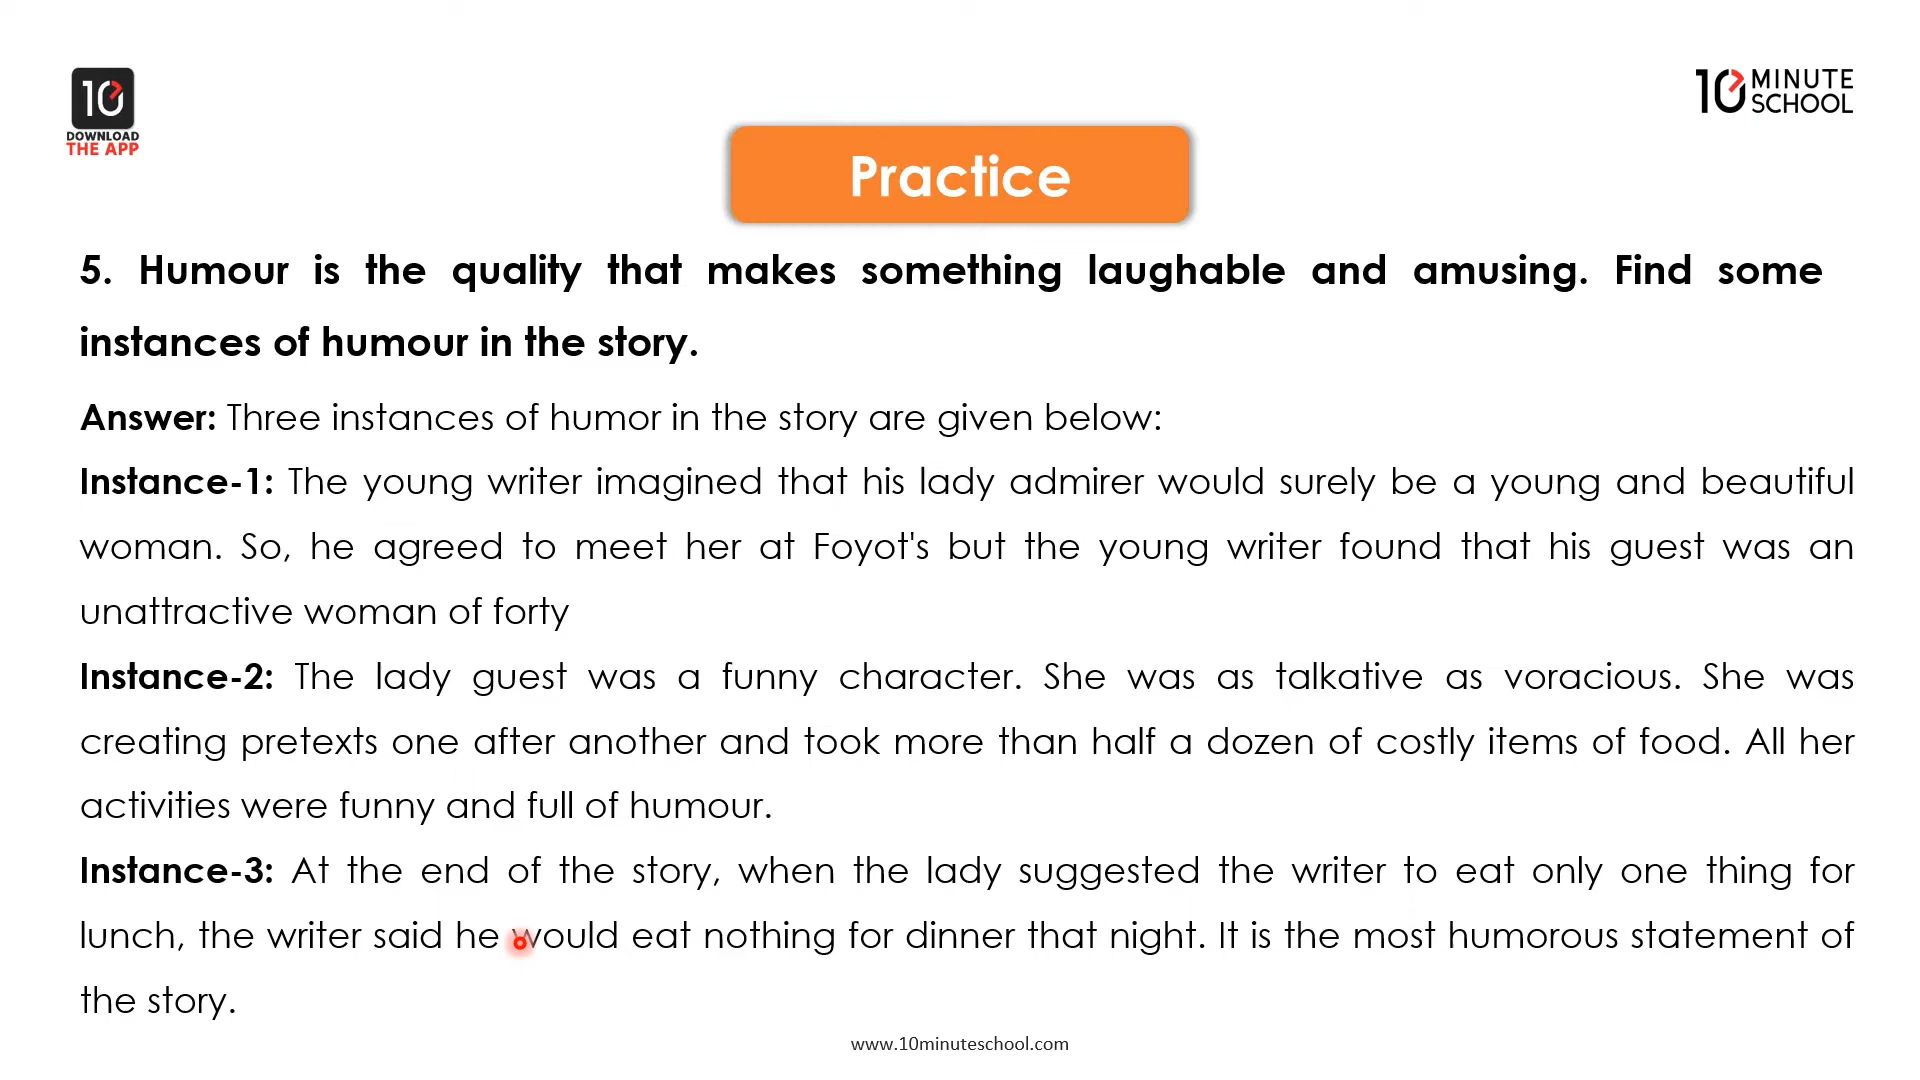 10
DOWNLOAD
THE APP
10 MINUTE
SCHOOL
Practice
5. Humour is the quality that makes something laughable and amusing. Find some
instances of humour in the story.
Answer: Three instances of humor in the story are given below:
Instance-1: The young writer imagined that his lady admirer would surely be a young and beautiful
woman. So, he agreed to meet her at Foyot's but the young writer found that his guest was an
unattractive woman of forty
Instance-2: The lady guest was a funny character. She was as talkative as voracious. She was
creating pretexts one after another and took more than half a dozen of costly items of food. All her
activities were funny and full of humour.
Instance-3: At the end of the story, when the lady suggested the writer to eat only one thing for
lunch, the writer said he would eat nothing for dinner that night. It is the most humorous statement of
the story.
www.10minuteschool.com